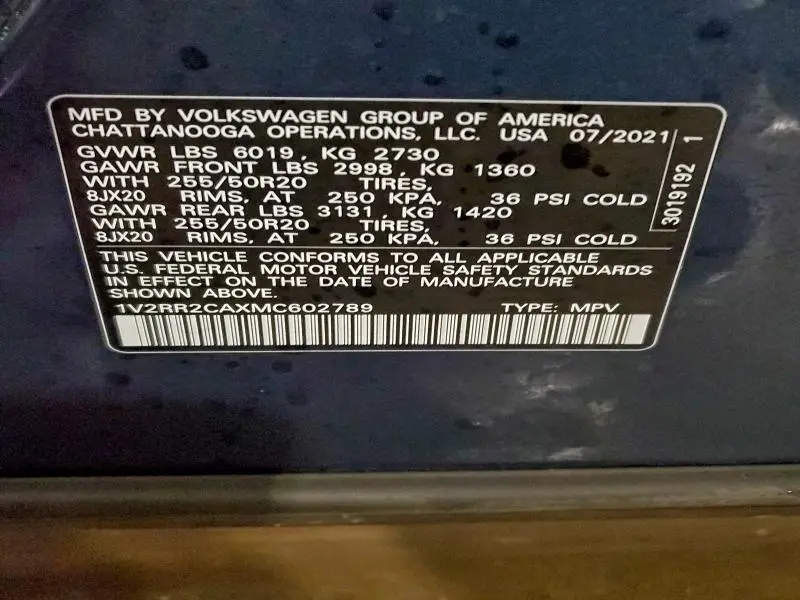 MFD BY VOLKSWAGEN GROUP OF AMERICA
CHATTANOOGA OPERATIONS, LLC. USA 07/2021
GVWR LBS 6019, KG 2730
GAWR FRONT LBS 2998, KG 1360
WITH 255/50R20 TIRES,
8JX20 RIMS, AT 250 KPA, 36 PSI COLD
GAWR REAR LBS 3131, KG 1420
WITH 255/50R20 TIRES,
8JX20 RIMS, AT 250 KPA, 36 PSI COLD
THIS VEHICLE CONFORMS TO ALL APPLICABLE
U.S. FEDERAL MOTOR VEHICLE SAFETY STANDARDS
IN EFFECT ON THE DATE OF MANUFACTURE
SHOWN ABOVE.
1V2RR2CAXMC602789 TYPE: MPV
3019192 1